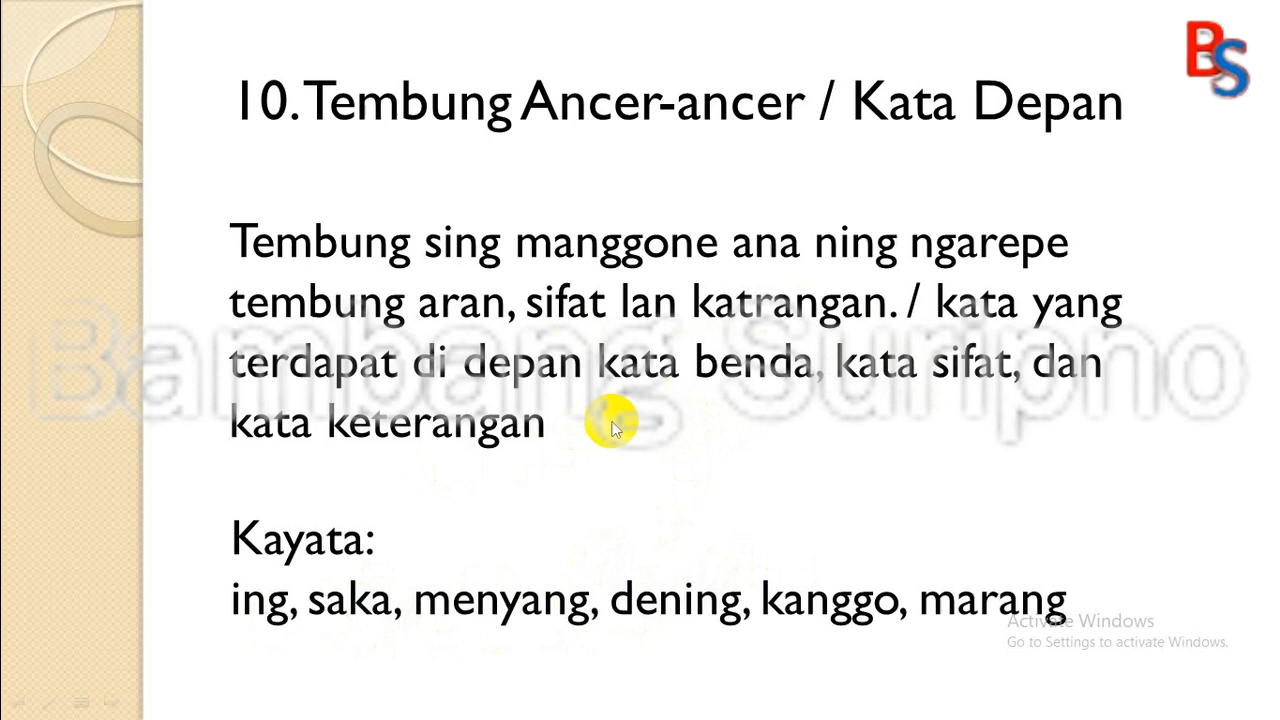 BS
10. Tembung Ancer-ancer / Kata Depan
Tembung sing manggone ana ning ngarepe
tembung aran, sifat lan katrangan. / kata yang
terdapat di depan kata benda, kata sifat, dan
kata keterangan
Bambang Suripno
Kayata:
ing, saka, menyang, dening, kanggo, marang
Activate Windows
Go to Settings to activate Windows.